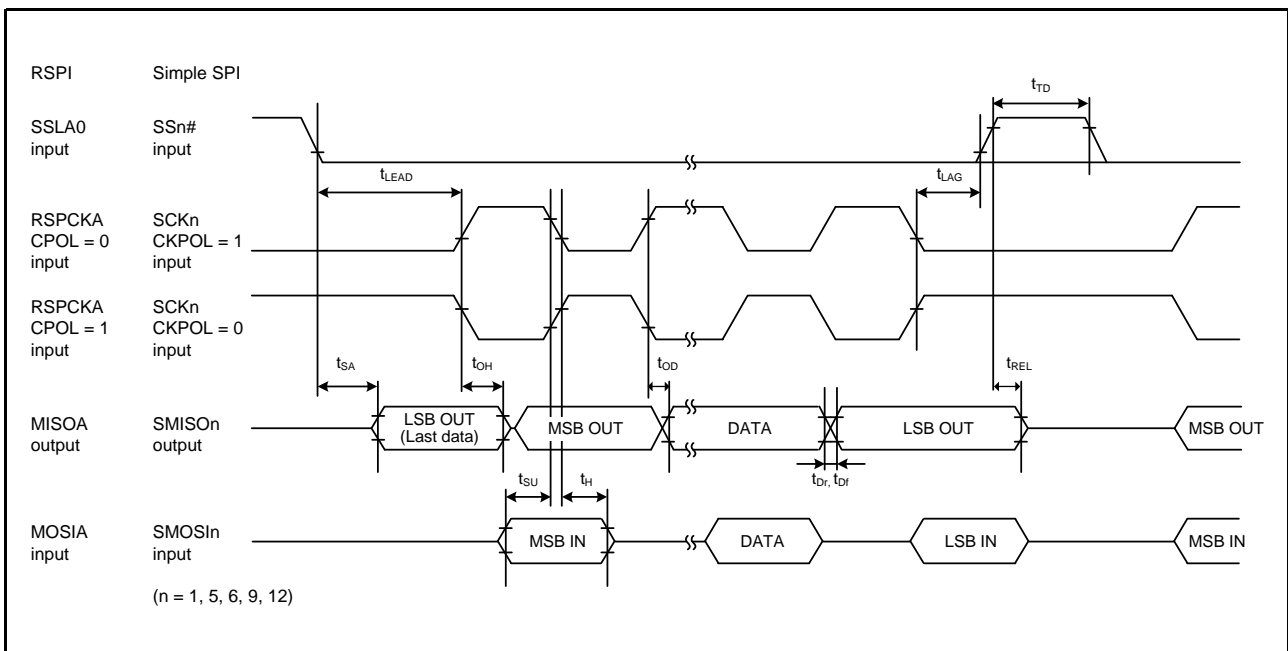 RSPI Simple SPI
tTD
SSLA0 SSn#
input input
tLEAD tLAG
RSPCKA SCKn
CPOL = 0 CKPOL = 1
input input
RSPCKA SCKn
CPOL = 1 CKPOL = 0
input input
tSA tOH tOD tREL
MISOA SMISOn
output output
LSB OUT
(Last data)
MSB OUT DATA LSB OUT MSB OUT
tSU tH tDr, tDf
MOSIA SMOSIn
input input
MSB IN DATA LSB IN MSB IN
(n = 1, 5, 6, 9, 12)